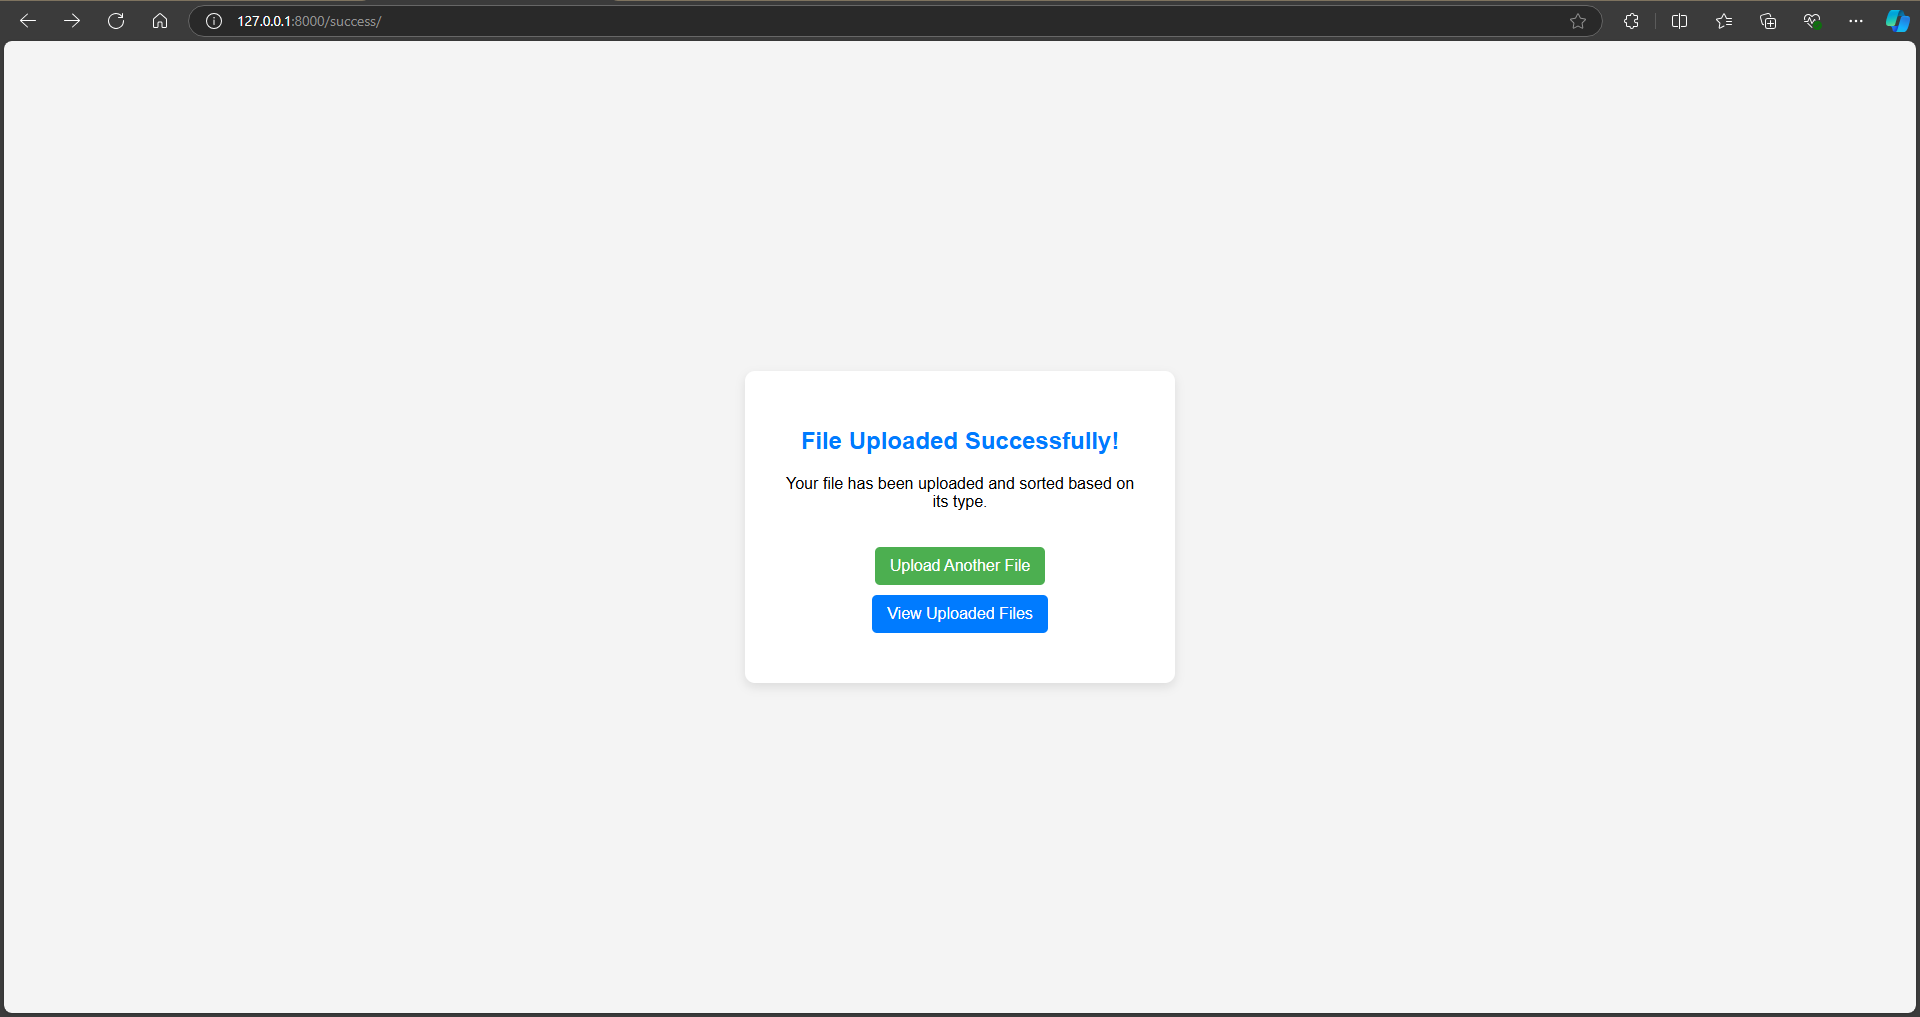 127.0.0.1:8000/success/
File Uploaded Successfully!
Your file has been uploaded and sorted based on
its type.
Upload Another File
View Uploaded Files